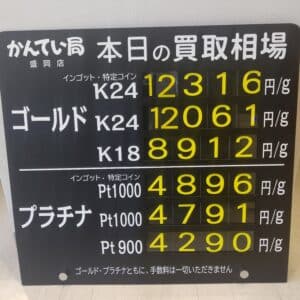 かんてい局
盛岡店
本日の買取相場
ゴールド
インゴット・特定コイン
K24 12316円/g
K24 12061円/g
K18 8912円/g
プラチナ
インゴット・特定コイン
Pt1000 4896円/g
Pt1000 4791円/g
Pt900 4290円/g
ゴールド・プラチナともに、手数料は一切いただきません